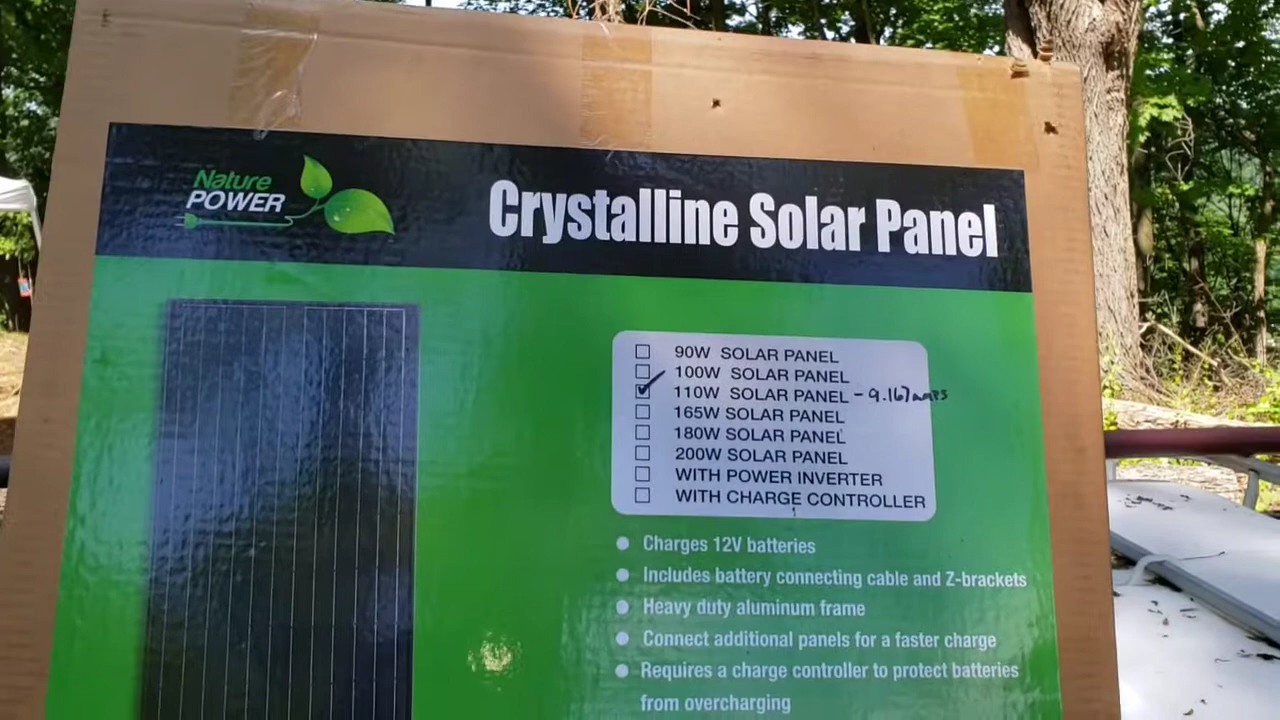 Nature
POWER
Crystalline Solar Panel
90W SOLAR PANEL
100W SOLAR PANEL
110W SOLAR PANEL - 9.167 amps
165W SOLAR PANEL
180W SOLAR PANEL
200W SOLAR PANEL
WITH POWER INVERTER
WITH CHARGE CONTROLLER
Charges 12V batteries
Includes battery connecting cable and Z-brackets
Heavy duty aluminum frame
Connect additional panels for a faster charge
Requires a charge controller to protect batteries
from overcharging